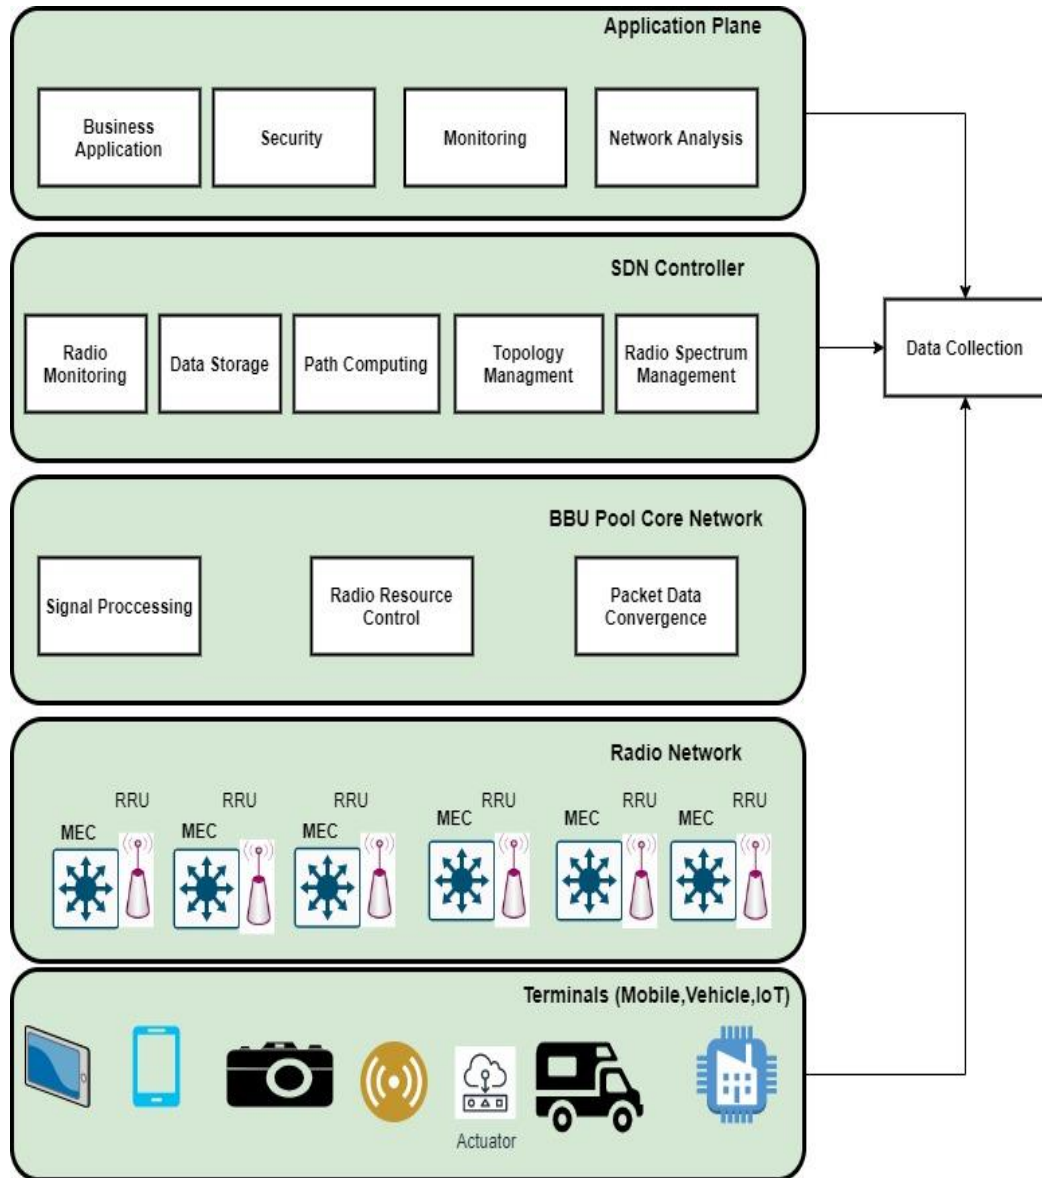 Application Plane
Business
Application
Security
Monitoring
Network Analysis
SDN Controller
Radio
Monitoring
Data Storage
Path Computing
Topology
Managment
Radio Spectrum
Management
Data Collection
BBU Pool Core Network
Signal Proccessing
Radio Resource
Control
Packet Data
Convergence
Radio Network
RRU
MEC
RRU
MEC
RRU
MEC
RRU
MEC
RRU
MEC
RRU
MEC
Terminals (Mobile,Vehicle,IoT)
Actuator